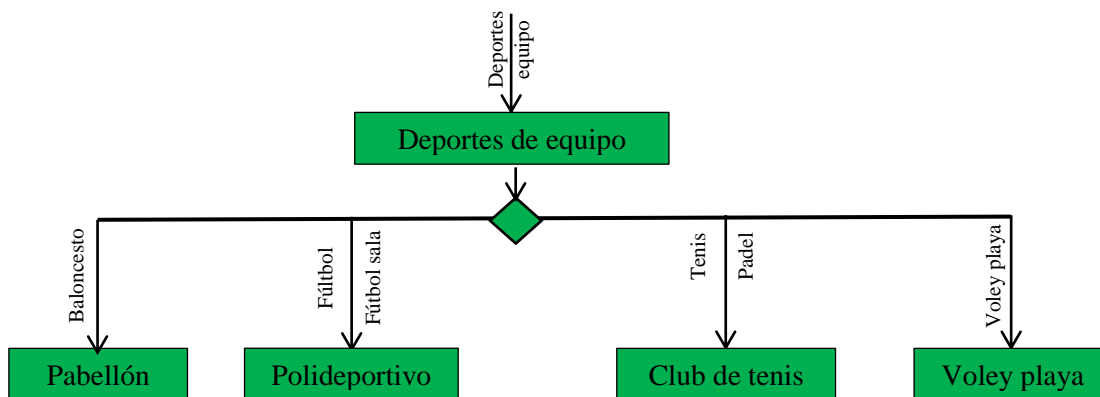 Deportes
equipo
Deportes de equipo
Baloncesto
Fúltbol
Fútbol sala
Tenis
Padel
Voley playa
Pabellón
Polideportivo
Club de tenis
Voley playa